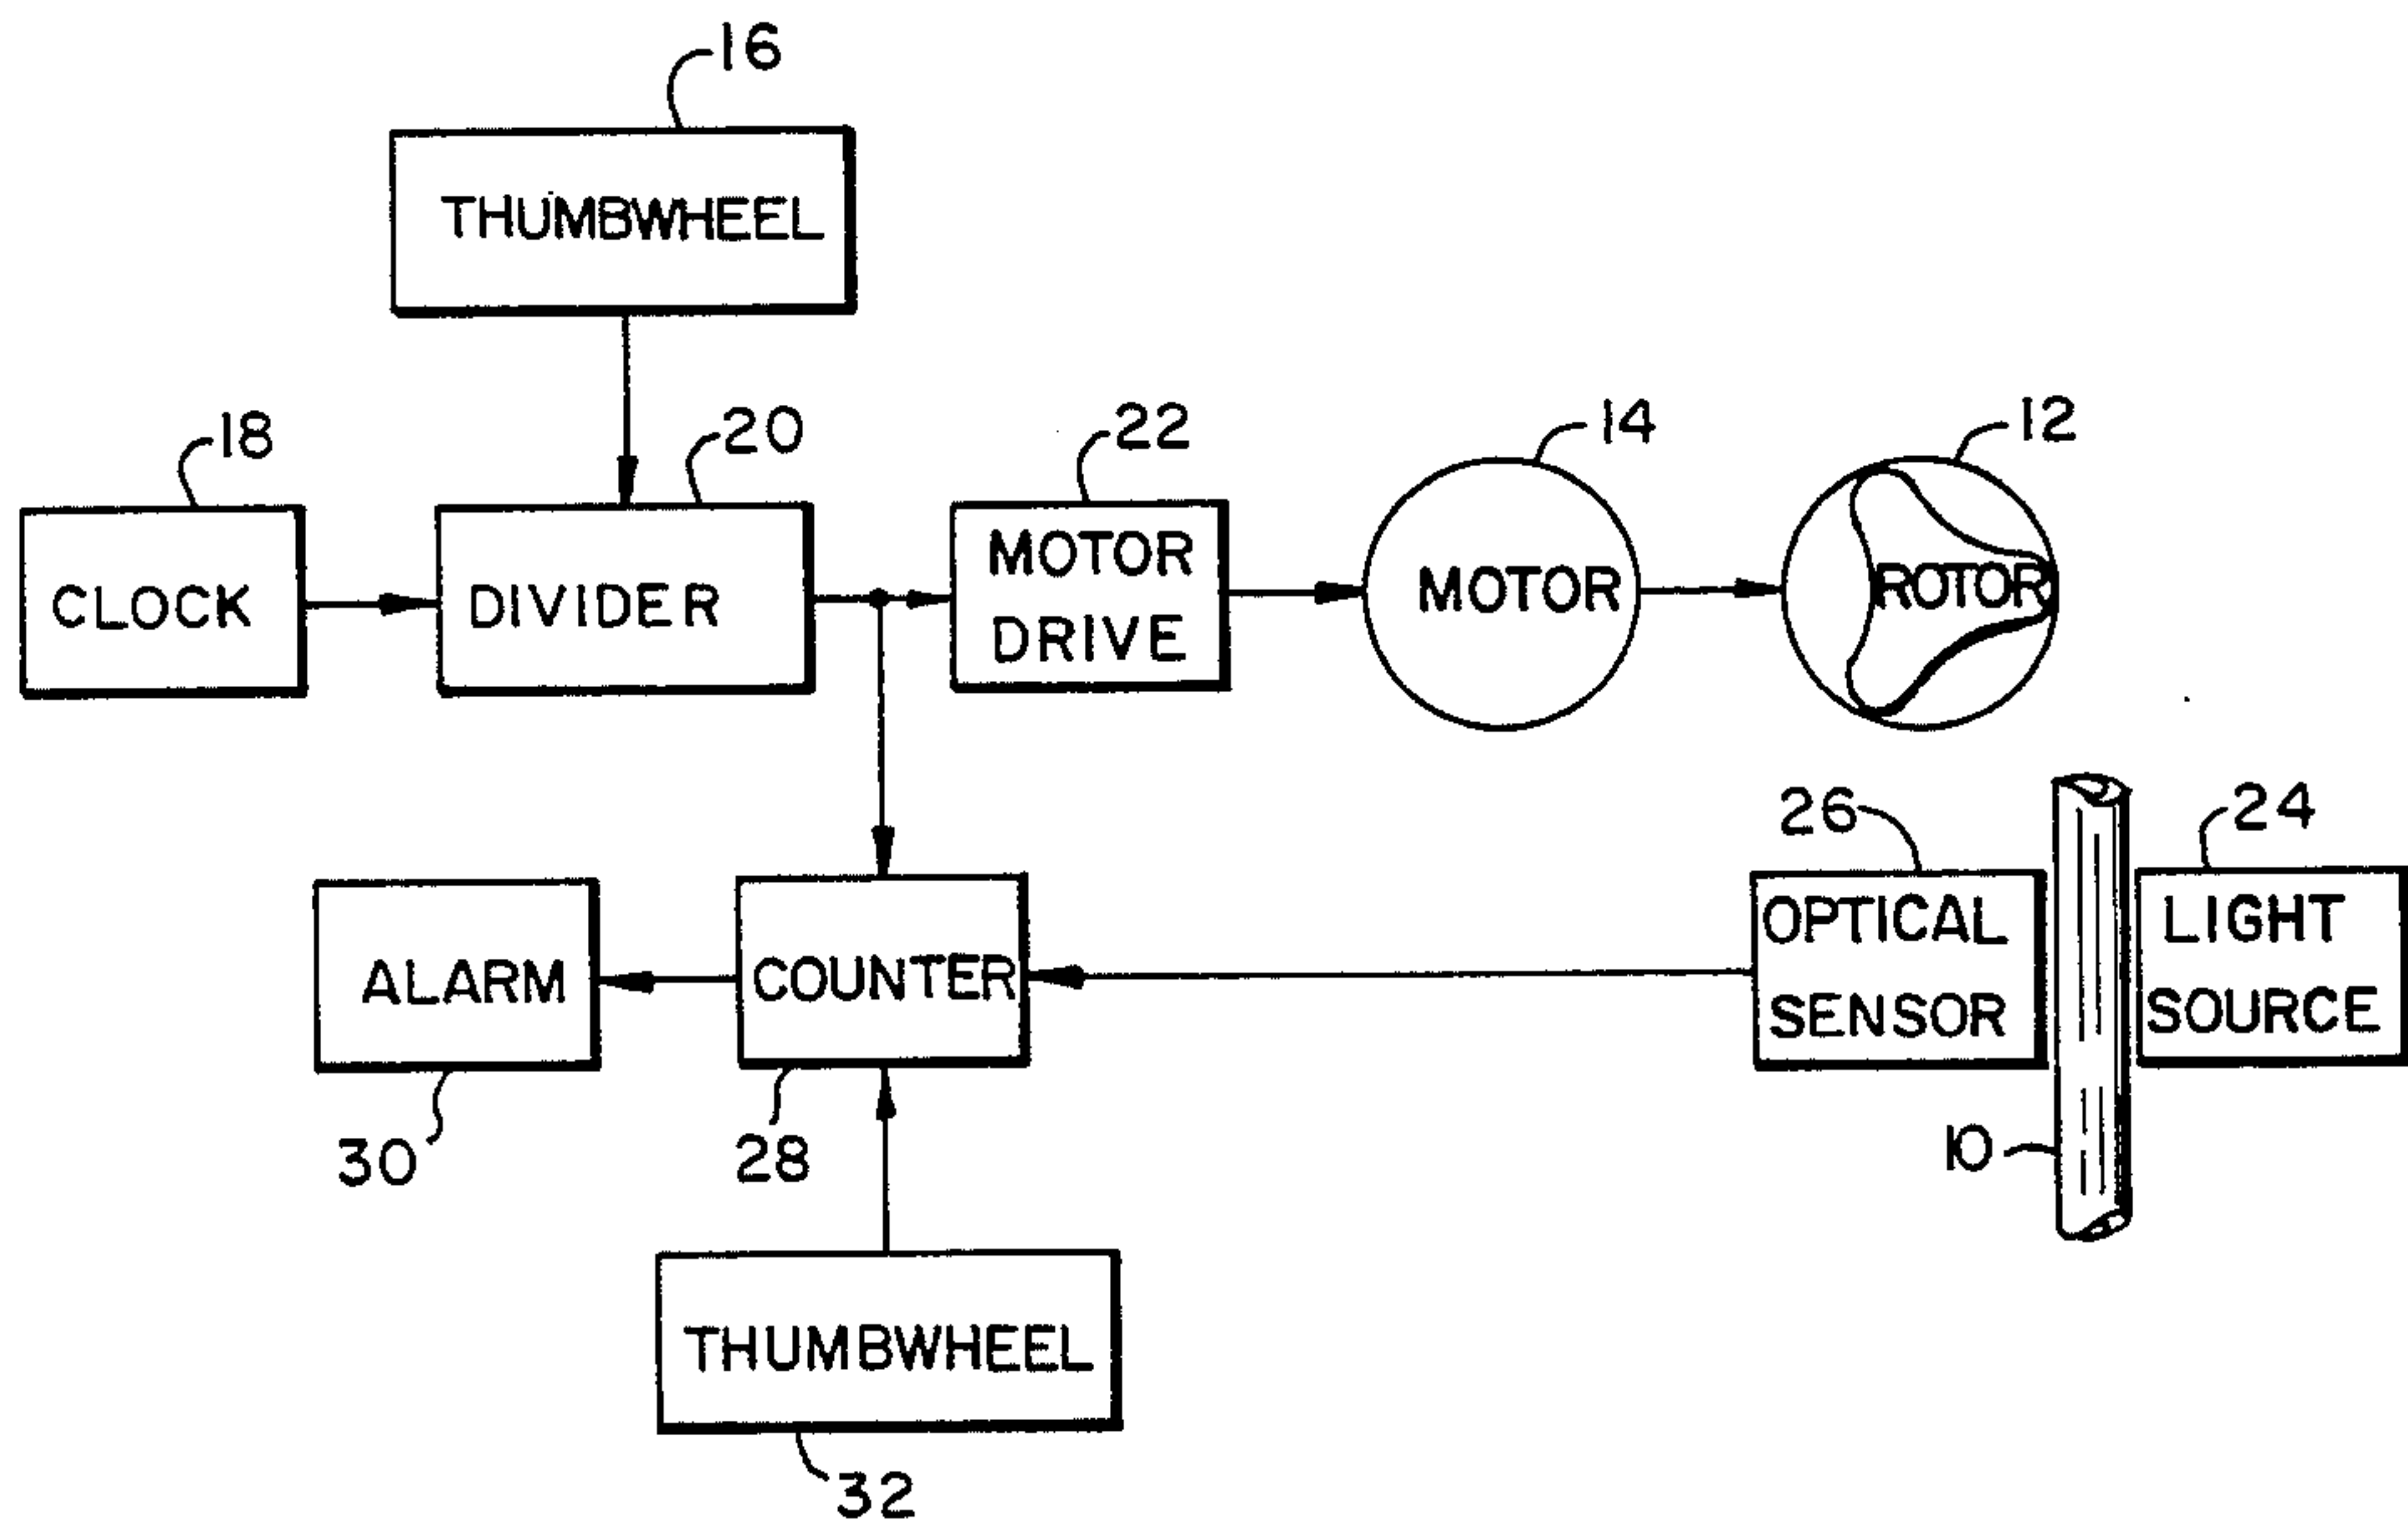 16
THUMBWHEEL
18
20
22
14
12
CLOCK
DIVIDER
MOTOR
DRIVE
MOTOR
ROTOR
26
24
ALARM
COUNTER
OPTICAL
SENSOR
LIGHT
SOURCE
30
28
10
THUMBWHEEL
32